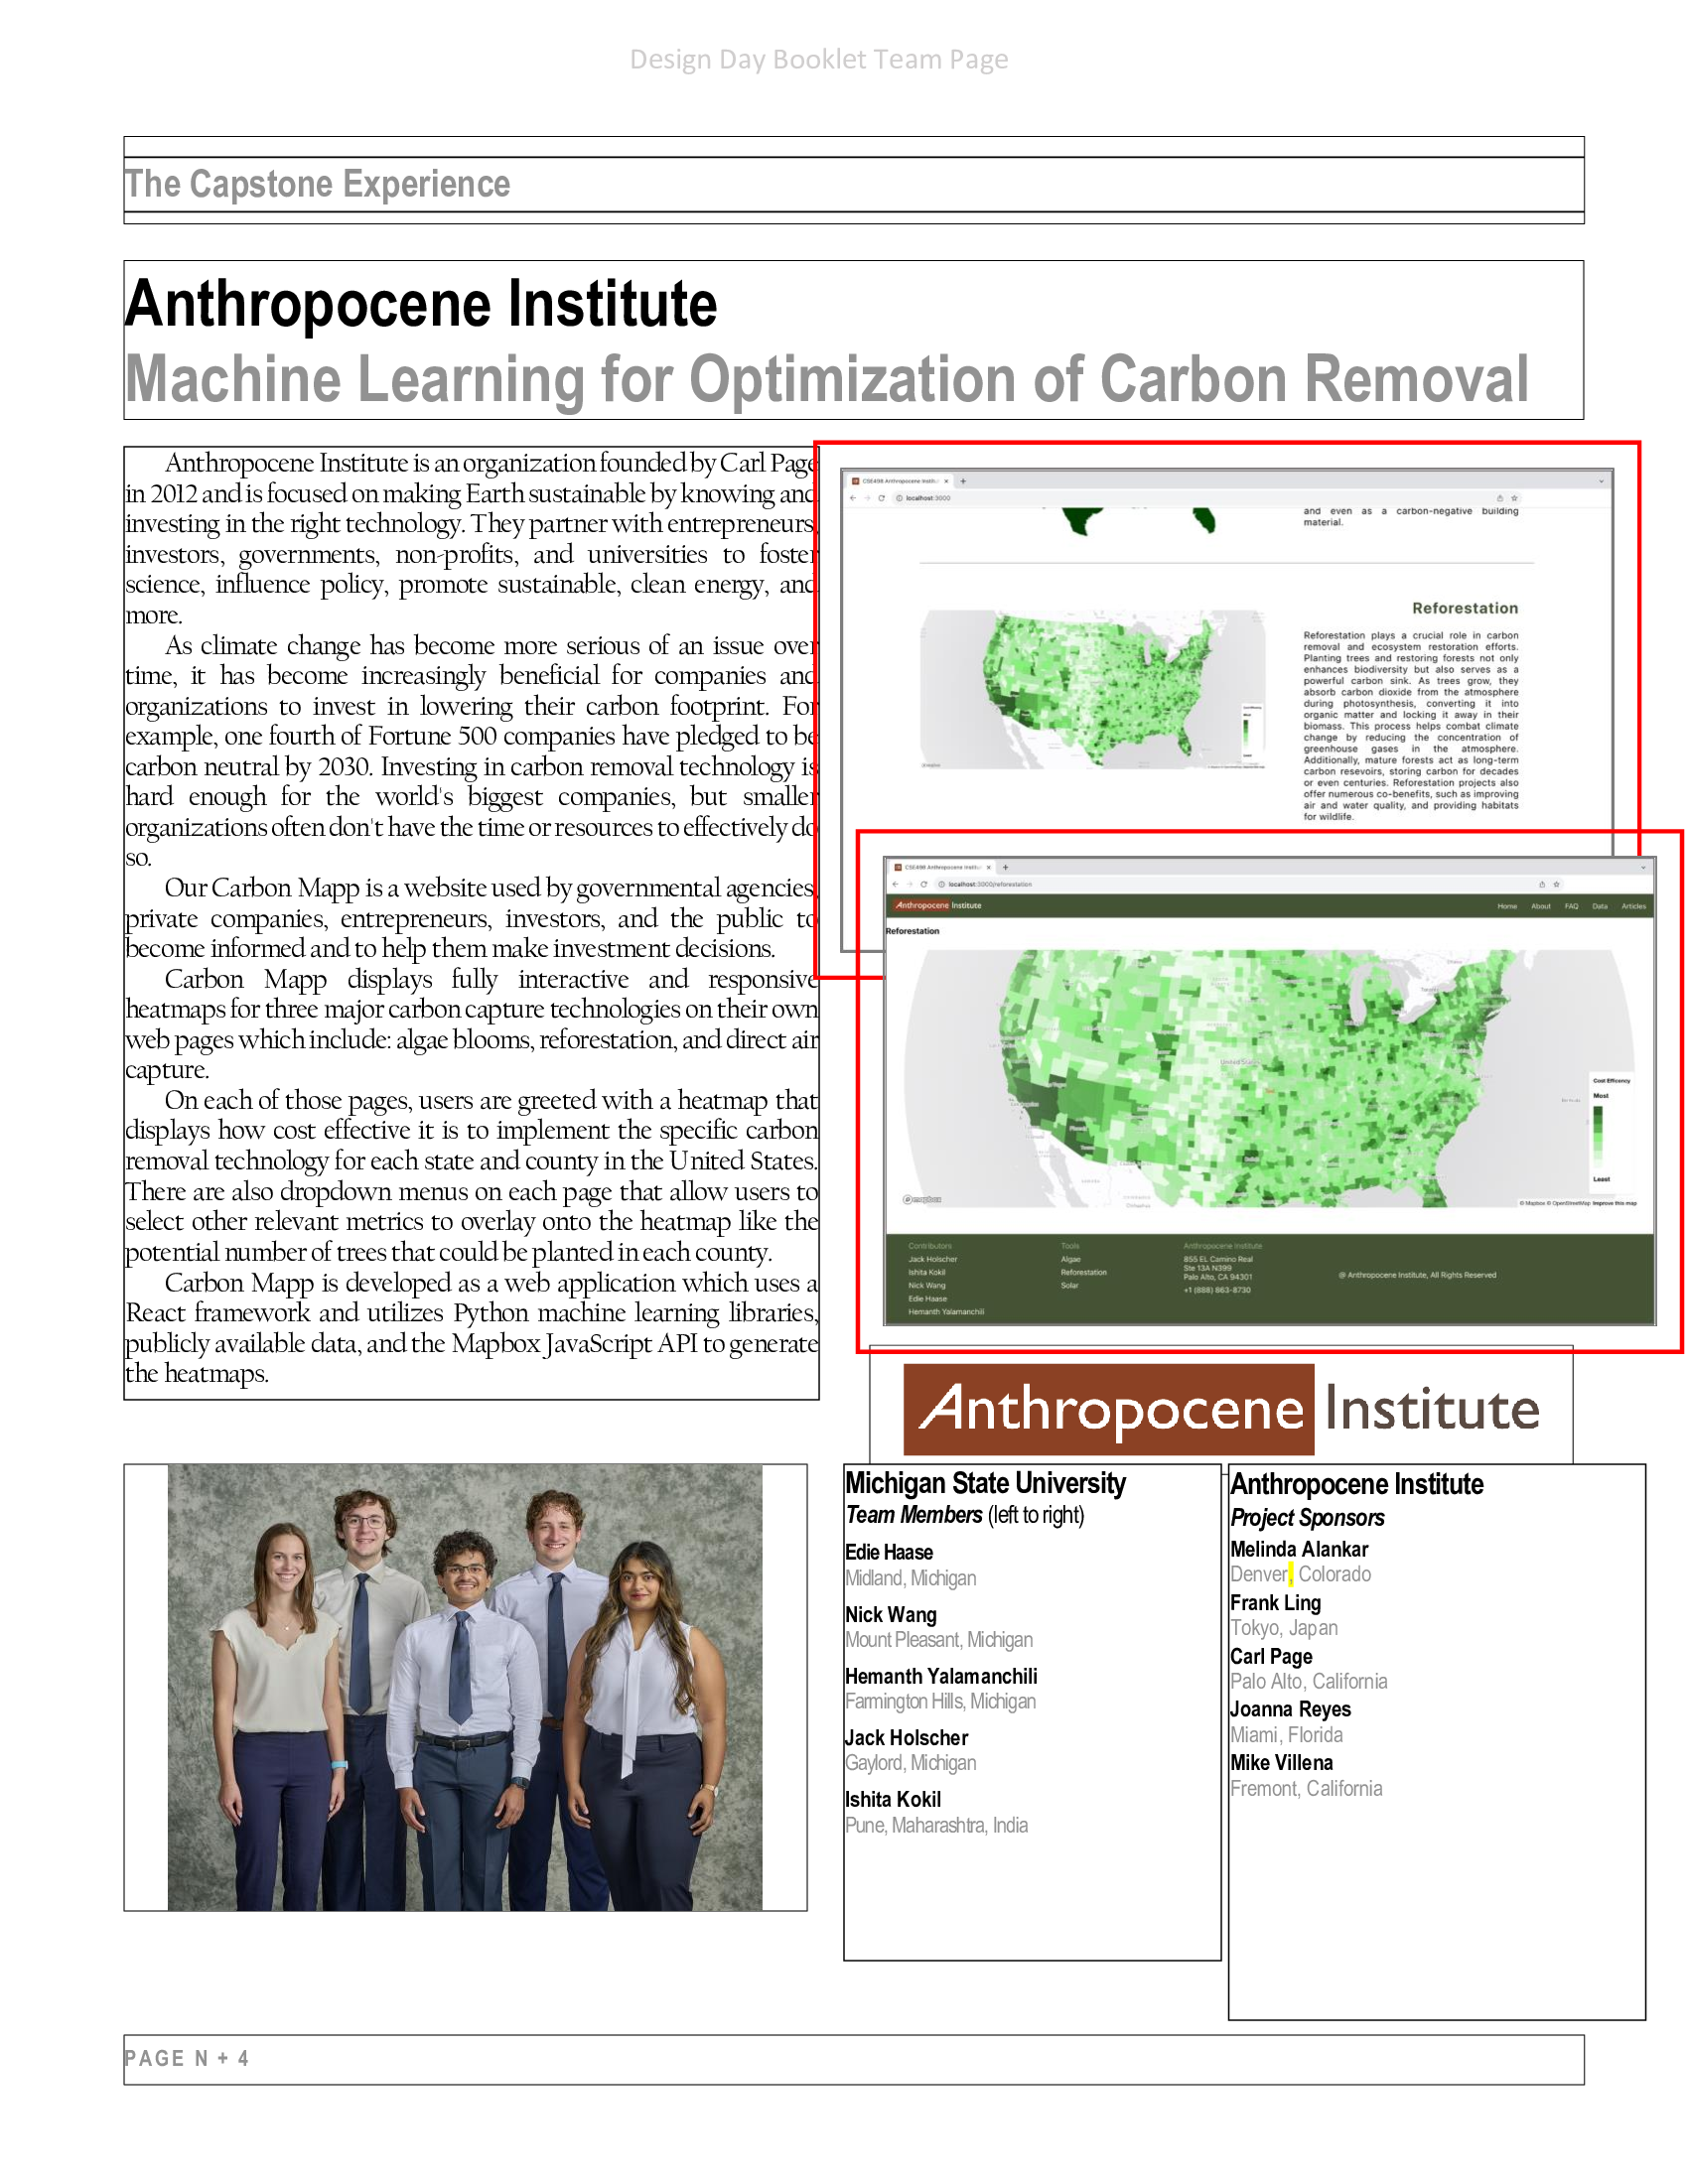 Design Day Booklet Team Page
The Capstone Experience
Anthropocene Institute
Machine Learning for Optimization of Carbon Removal
Anthropocene Institute is an organization founded by Carl Page
in 2012 and is focused on making Earth sustainable by knowing and
investing in the right technology. They partner with entrepreneurs,
investors, governments, non-profits, and universities to foster
science, influence policy, promote sustainable, clean energy, and
more.
As climate change has become more serious of an issue over
time, it has become increasingly beneficial for companies and
organizations to invest in lowering their carbon footprint. For
example, one fourth of Fortune 500 companies have pledged to be
carbon neutral by 2030. Investing in carbon removal technology is
hard enough for the world's biggest companies, but smaller
organizations often don't have the time or resources to effectively do
so.
Our Carbon Mapp is a website used by governmental agencies,
private companies, entrepreneurs, investors, and the public to
become informed and to help them make investment decisions.
Carbon Mapp displays fully interactive and responsive
heatmaps for three major carbon capture technologies on their own
web pages which include: algae blooms, reforestation, and direct air
capture.
On each of those pages, users are greeted with a heatmap that
displays how cost effective it is to implement the specific carbon
removal technology for each state and county in the United States.
There are also dropdown menus on each page that allow users to
select other relevant metrics to overlay onto the heatmap like the
potential number of trees that could be planted in each county.
Carbon Mapp is developed as a web application which uses a
React framework and utilizes Python machine learning libraries,
publicly available data, and the Mapbox JavaScript API to generate
the heatmaps.
CSE498 Anthropocene Institu
localhost:3000
and even as a carbon-negative building
material.
Reforestation
Reforestation plays a crucial role in carbon
removal and ecosystem restoration efforts.
Planting trees and restoring forests not only
enhances biodiversity but also serves as a
powerful carbon sink. As trees grow, they
absorb carbon dioxide from the atmosphere
during photosynthesis, converting it into
organic matter and locking it away in their
biomass. This process helps combat climate
change by reducing the concentration of
greenhouse gases in the atmosphere.
Additionally, mature forests act as long-term
carbon resevoirs, storing carbon for decades
or even centuries. Reforestation projects also
offer numerous co-benefits, such as improving
air and water quality, and providing habitats
for wildlife.
CSE498 Anthropocene Institu
localhost:3000/reforestation
Anthropocene Institute
Home About FAQ Data Articles
Reforestation
United States
Cost Efficency
Most
Least
mapbox
© Mapbox © OpenStreetMap Improve this map
Contributors
Jack Holscher
Ishita Kokil
Nick Wang
Edie Haase
Hemanth Yalamanchili
Tools
Algae
Reforestation
Solar
Anthropocene Institute
855 EL Camino Real
Ste 13A N399
Palo Alto, CA 94301
+1 (888) 863-8730
@ Anthropocene Institute, All Rights Reserved
Anthropocene Institute
Michigan State University
Team Members (left to right)
Edie Haase
Midland, Michigan
Nick Wang
Mount Pleasant, Michigan
Hemanth Yalamanchili
Farmington Hills, Michigan
Jack Holscher
Gaylord, Michigan
Ishita Kokil
Pune, Maharashtra, India
Anthropocene Institute
Project Sponsors
Melinda Alankar
Denver, Colorado
Frank Ling
Tokyo, Japan
Carl Page
Palo Alto, California
Joanna Reyes
Miami, Florida
Mike Villena
Fremont, California
PAGE N + 4